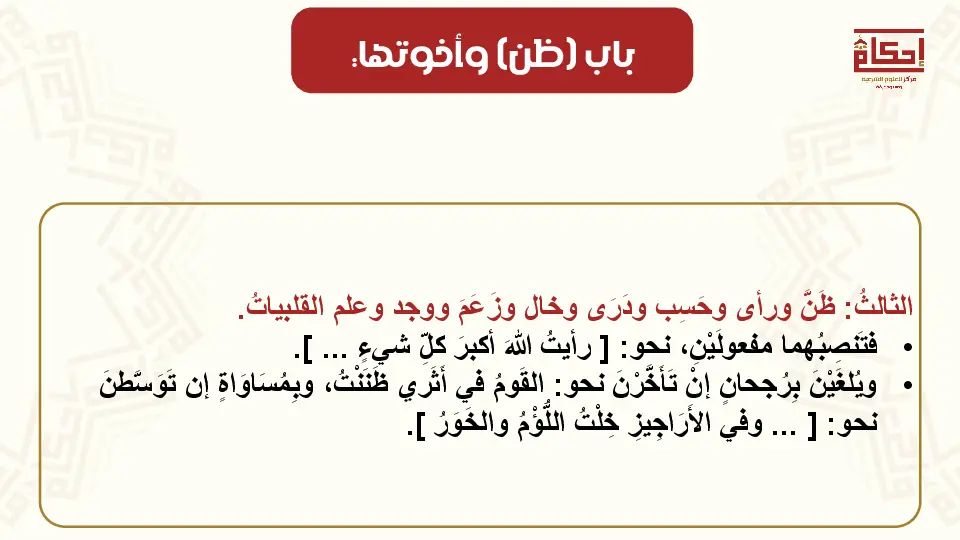 باب (ظن) وأخوتها:
إحكام
مركز للعلوم الشرعية
الثالثُ: ظَنَّ ورأى وحَسِب ودَرَى وخال وزَعَمَ ووجد وعلم القلبياتُ.
• فتَنصِبُهما مفعولَيْنِ، نحو: [ رأيتُ اللهَ أكبرَ كلِّ شيءٍ ... ].
• ويُلغَيْنَ بِرُجحانٍ إنْ تَأَخَّرْنَ نحو: القَومُ في أَثَرِي ظَنَنْتُ، وبِمُسَاوَاةٍ إن تَوَسَّطنَ
نحو: [ ... وفي الأَرَاجِيزِ خِلْتُ اللُّؤْمُ والخَوَرُ ].